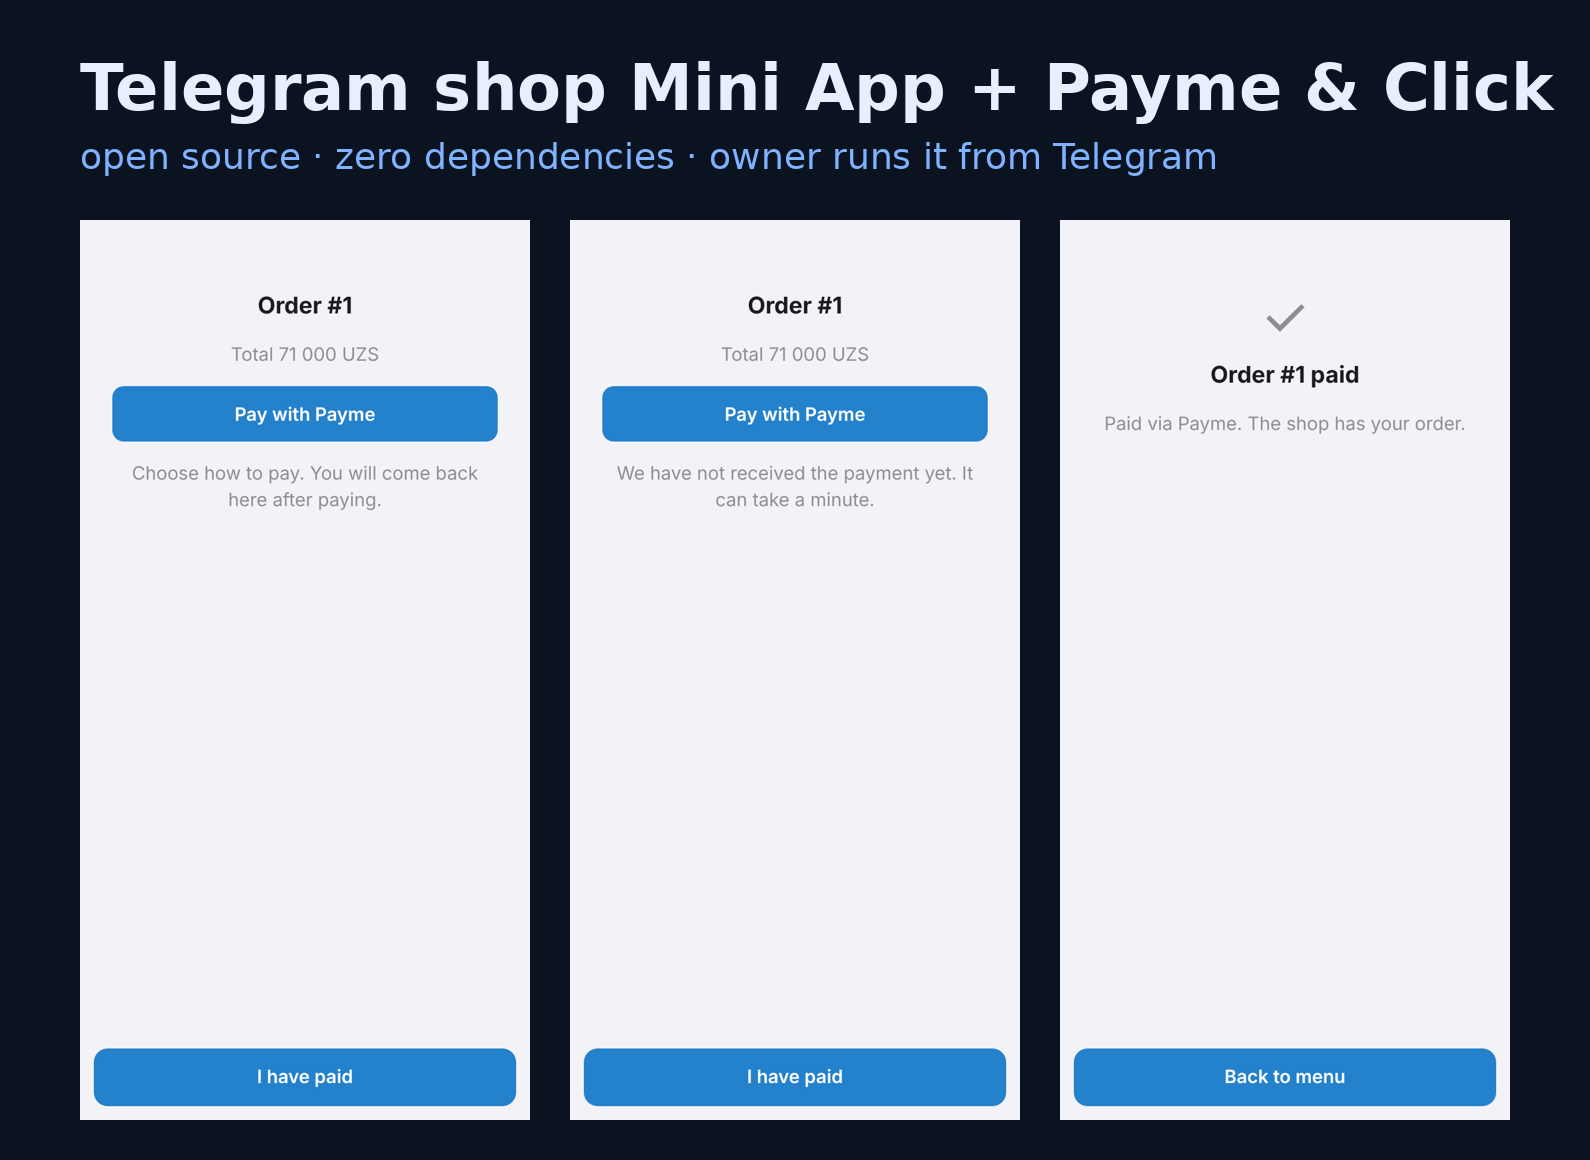 Telegram shop Mini App + Payme & Click
open source · zero dependencies · owner runs it from Telegram
Order #1
Total 71 000 UZS
Pay with Payme
Choose how to pay. You will come back
here after paying.
I have paid
Order #1
Total 71 000 UZS
Pay with Payme
We have not received the payment yet. It
can take a minute.
I have paid
Order #1 paid
Paid via Payme. The shop has your order.
Back to menu